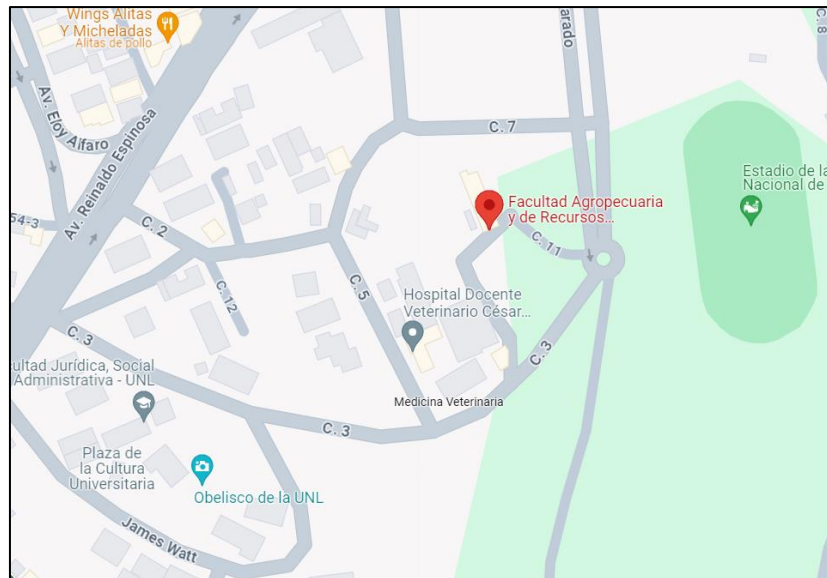 Wings Alitas
Y Micheladas
Alitas de pollo
Av. Eloy Alfaro
Av. Reinaldo Espinosa
54-3
C. 2
C. 12
C. 5
C. 7
arado
C. 8
Estadio de la
Nacional de
Facultad Agropecuaria
y de Recursos...
C. 11
Hospital Docente
Veterinario César...
C. 3
C. 3
Medicina Veterinaria
C. 3
ultad Jurídica, Social
Administrativa - UNL
Plaza de
la Cultura
Universitaria
Obelisco de la UNL
James Watt